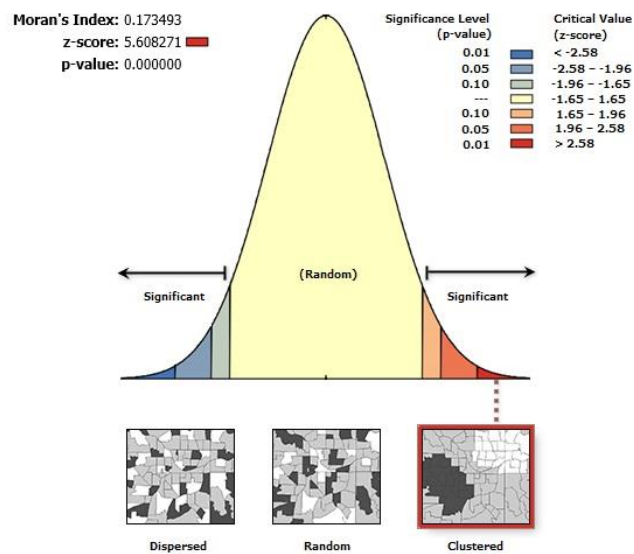 Moran's Index: 0.173493
z-score: 5.608271
p-value: 0.000000
Significance Level
(p-value)
Critical Value
(z-score)
0.01 < -2.58
0.05 -2.58 – -1.96
0.10 -1.96 – -1.65
--- -1.65 – 1.65
0.10 1.65 – 1.96
0.05 1.96 – 2.58
0.01 > 2.58
Significant
(Random)
Significant
Dispersed
Random
Clustered